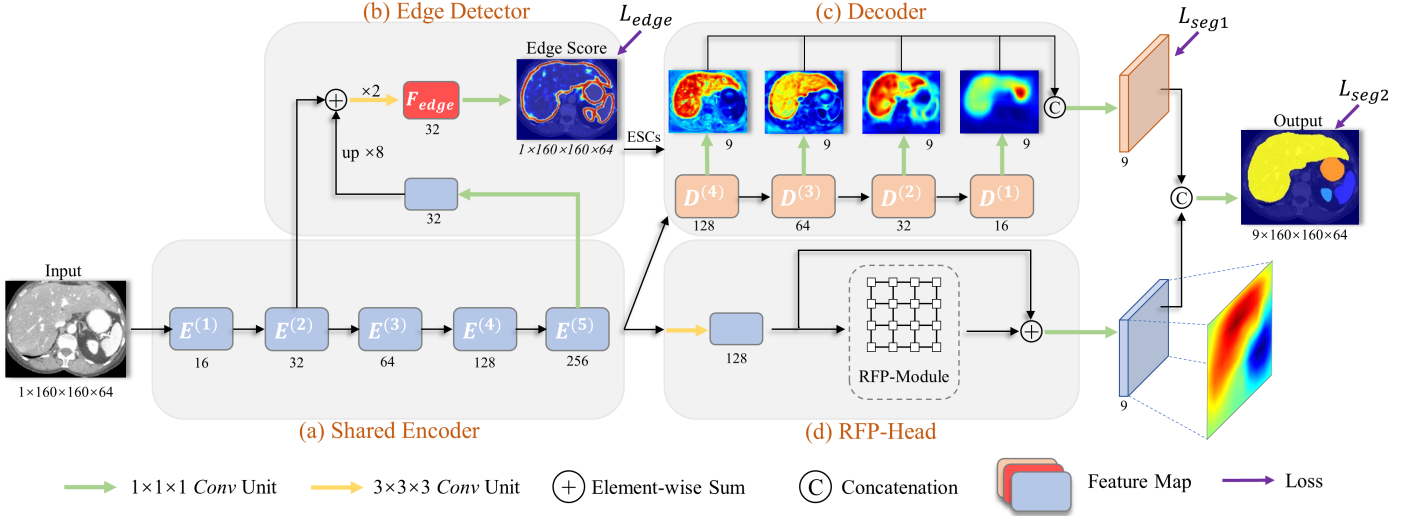 (b) Edge Detector
L_edge
(c) Decoder
L_seg1
Edge Score
×2
F_edge
32
1×160×160×64
up ×8
32
ESCs
9
9
9
9
C
D^(4)
D^(3)
D^(2)
D^(1)
128
64
32
16
9
L_seg2
Output
C
9×160×160×64
Input
1×160×160×64
E^(1)
E^(2)
E^(3)
E^(4)
E^(5)
16
32
64
128
256
128
RFP-Module
9
(a) Shared Encoder
(d) RFP-Head
1×1×1 Conv Unit
3×3×3 Conv Unit
+ Element-wise Sum
C Concatenation
Feature Map
Loss